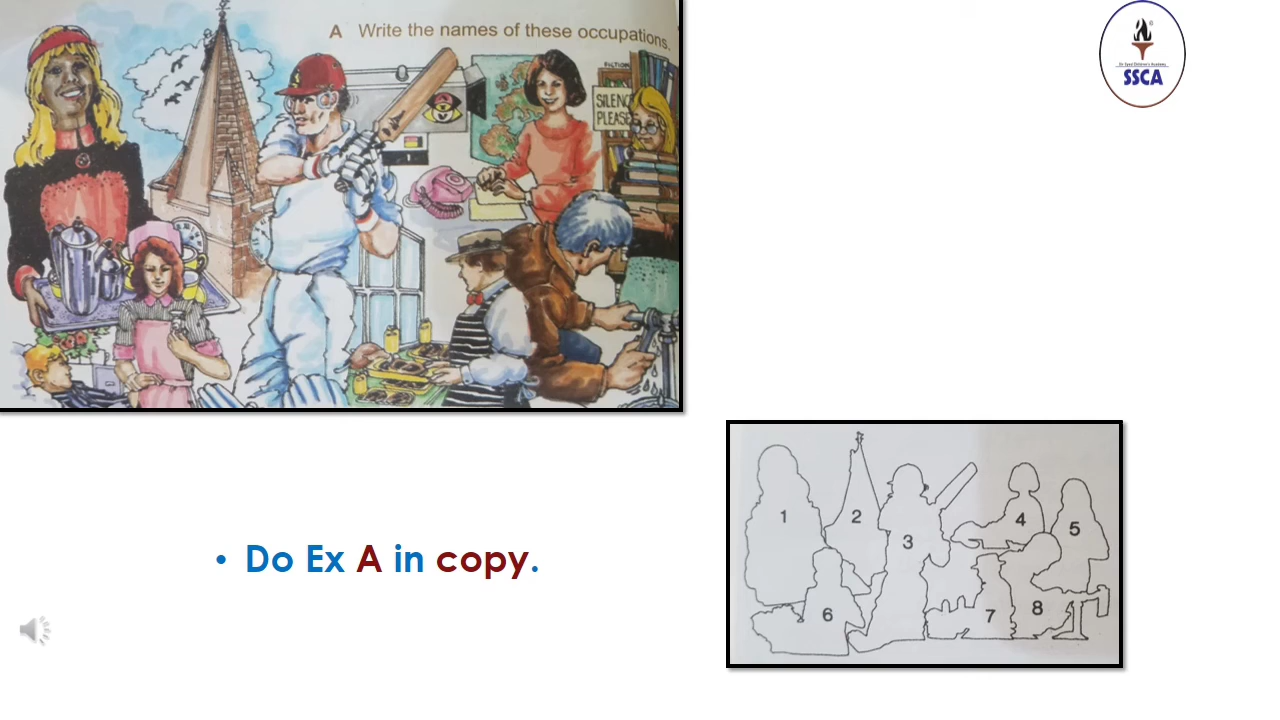 A Write the names of these occupations.
FICTION
SILENCE
PLEASE
SSCA
1
2
3
4
5
6
7
8
• Do Ex A in copy.